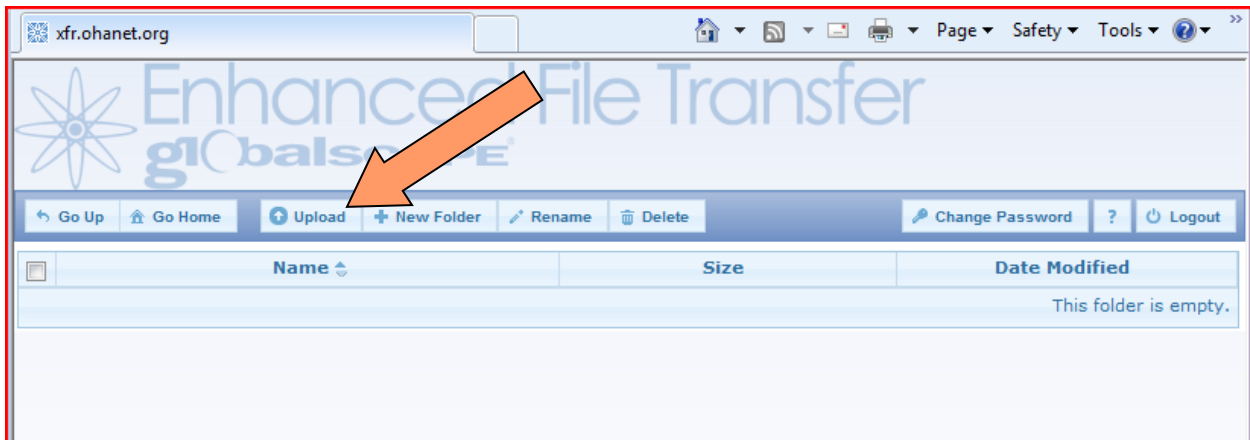 xfr.ohanet.org Page Safety Tools ?
Enhanced File Transfer
globalSCAPE®
Go Up Go Home Upload New Folder Rename Delete Change Password ? Logout
Name Size Date Modified
This folder is empty.